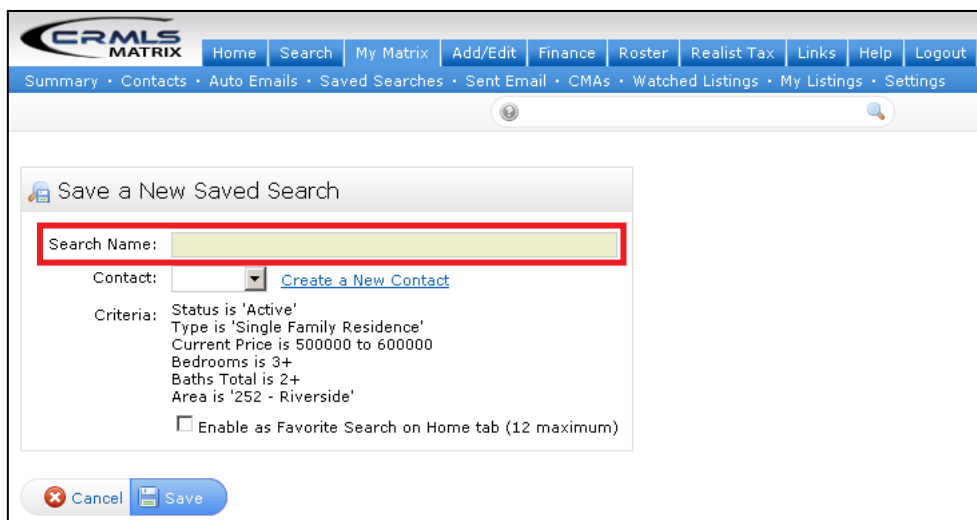 CRMLS
MATRIX
Home Search My Matrix Add/Edit Finance Roster Realist Tax Links Help Logout
Summary • Contacts • Auto Emails • Saved Searches • Sent Email • CMAs • Watched Listings • My Listings • Settings
?
Save a New Saved Search
Search Name:
Contact: Create a New Contact
Criteria: Status is 'Active'
Type is 'Single Family Residence'
Current Price is 500000 to 600000
Bedrooms is 3+
Baths Total is 2+
Area is '252 - Riverside'
Enable as Favorite Search on Home tab (12 maximum)
Cancel Save